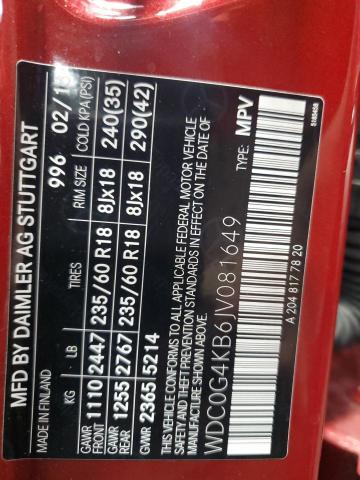 MFD BY DAIMLER AG STUTTGART
MADE IN FINLAND 996 02/18
KG LB RIM SIZE COLD KPA(PSI)
GAWR FRONT 1110 2447 235/60 R18 8Jx18 240(35)
GAWR REAR 1255 2767 235/60 R18 8Jx18 290(42)
GVWR 2365 5214
THIS VEHICLE CONFORMS TO ALL APPLICABLE FEDERAL MOTOR VEHICLE
SAFETY AND THEFT PREVENTION STANDARDS IN EFFECT ON THE DATE OF
MANUFACTURE SHOWN ABOVE.
WDC0G4KB6JV081649 TYPE: MPV
A 204 817 78 20